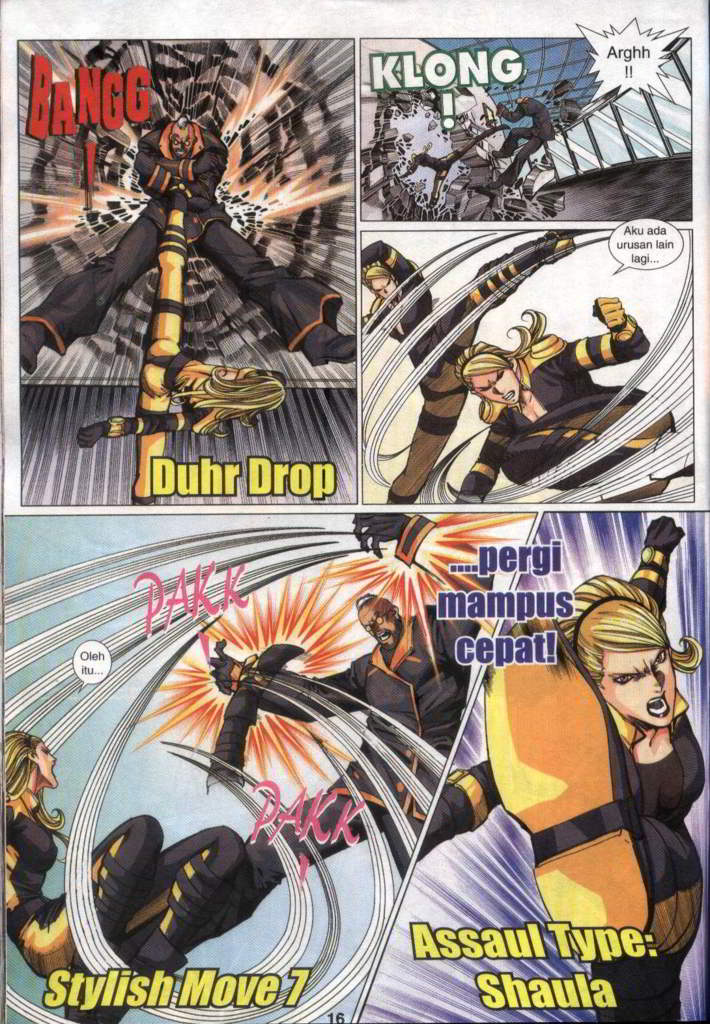 BANGG
!
Duhr Drop
KLONG
!
Arghh
!!
Aku ada
urusan lain
lagi...
PAKK
!
Oleh
itu...
PAKK
!
Stylish Move 7
....pergi
mampus
cepat!
Assaul Type:
Shaula
16